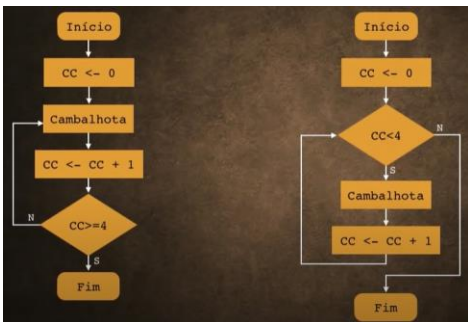 Início
CC <- 0
Cambalhota
CC <- CC + 1
N
CC>=4
S
Fim
Início
CC <- 0
CC<4
N
S
Cambalhota
CC <- CC + 1
Fim